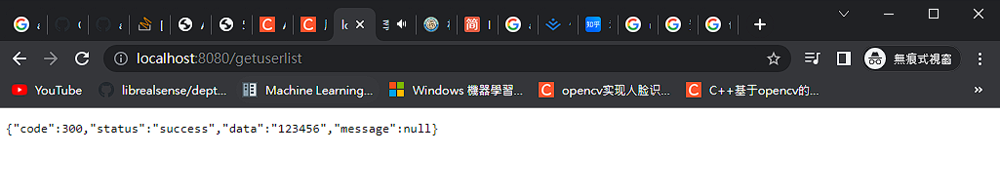 localhost:8080/getuserlist
無痕式視窗
YouTube
librealsense/dept...
Machine Learning...
Windows 機器學習...
opencv实现人脸识...
C++基于opencv的...
{"code":300,"status":"success","data":"123456","message":null}